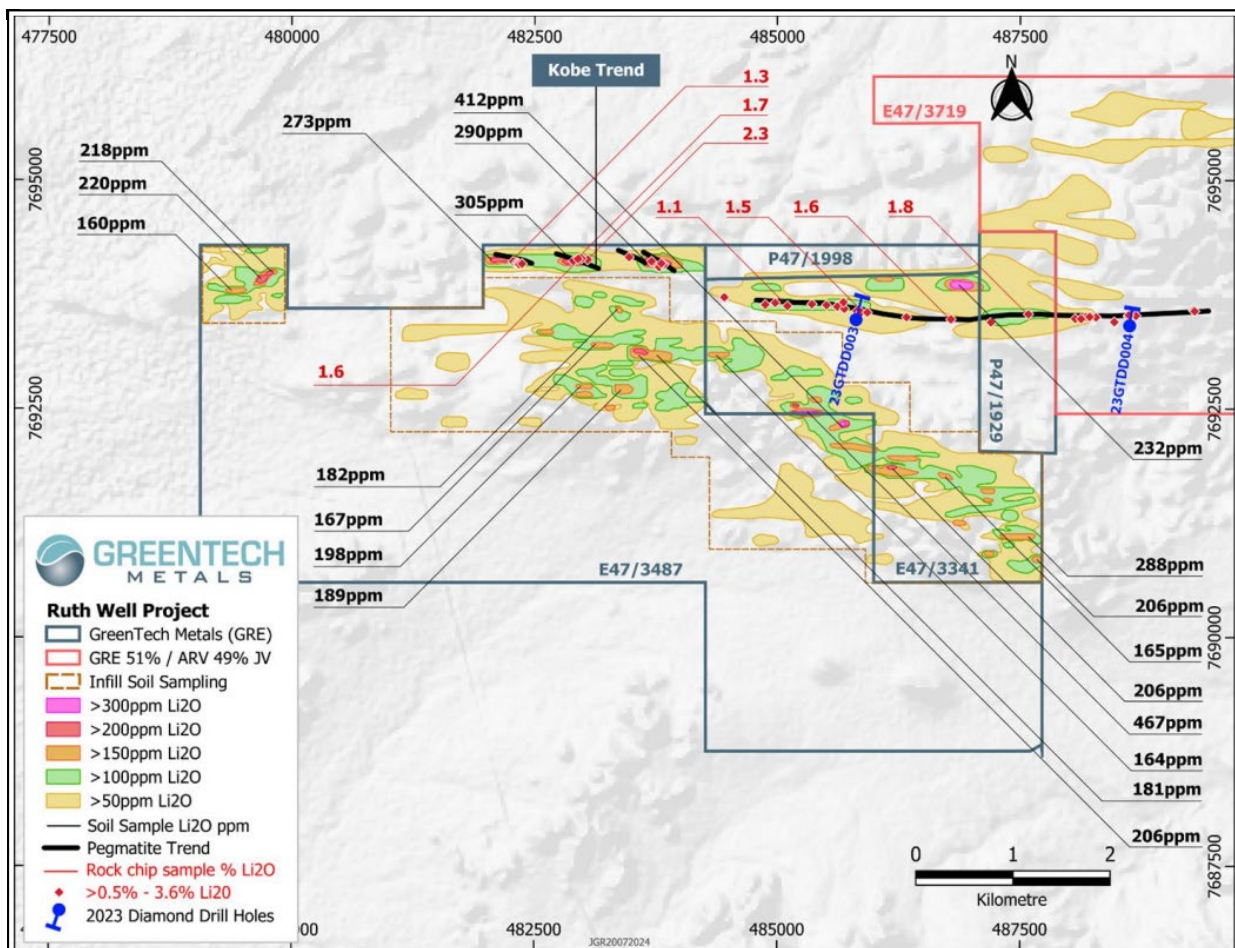 477500
480000
482500
485000
487500
Kobe Trend
N
1.3
1.7
2.3
412ppm
290ppm
273ppm
E47/3719
218ppm
220ppm
160ppm
305ppm
1.1
1.5
1.6
1.8
7695000
7695000
P47/1998
1.6
23GTDD003
23GTDD004
P47/1929
7692500
7692500
232ppm
182ppm
167ppm
198ppm
189ppm
E47/3487
E47/3341
288ppm
206ppm
165ppm
206ppm
467ppm
164ppm
181ppm
206ppm
7690000
7687500
GREENTECH
METALS
Ruth Well Project
GreenTech Metals (GRE)
GRE 51% / ARV 49% JV
Infill Soil Sampling
>300ppm Li2O
>200ppm Li2O
>150ppm Li2O
>100ppm Li2O
>50ppm Li2O
Soil Sample Li2O ppm
Pegmatite Trend
Rock chip sample % Li2O
>0.5% - 3.6% Li20
2023 Diamond Drill Holes
0 1 2
Kilometre
482500
485000
487500
JGR20072024